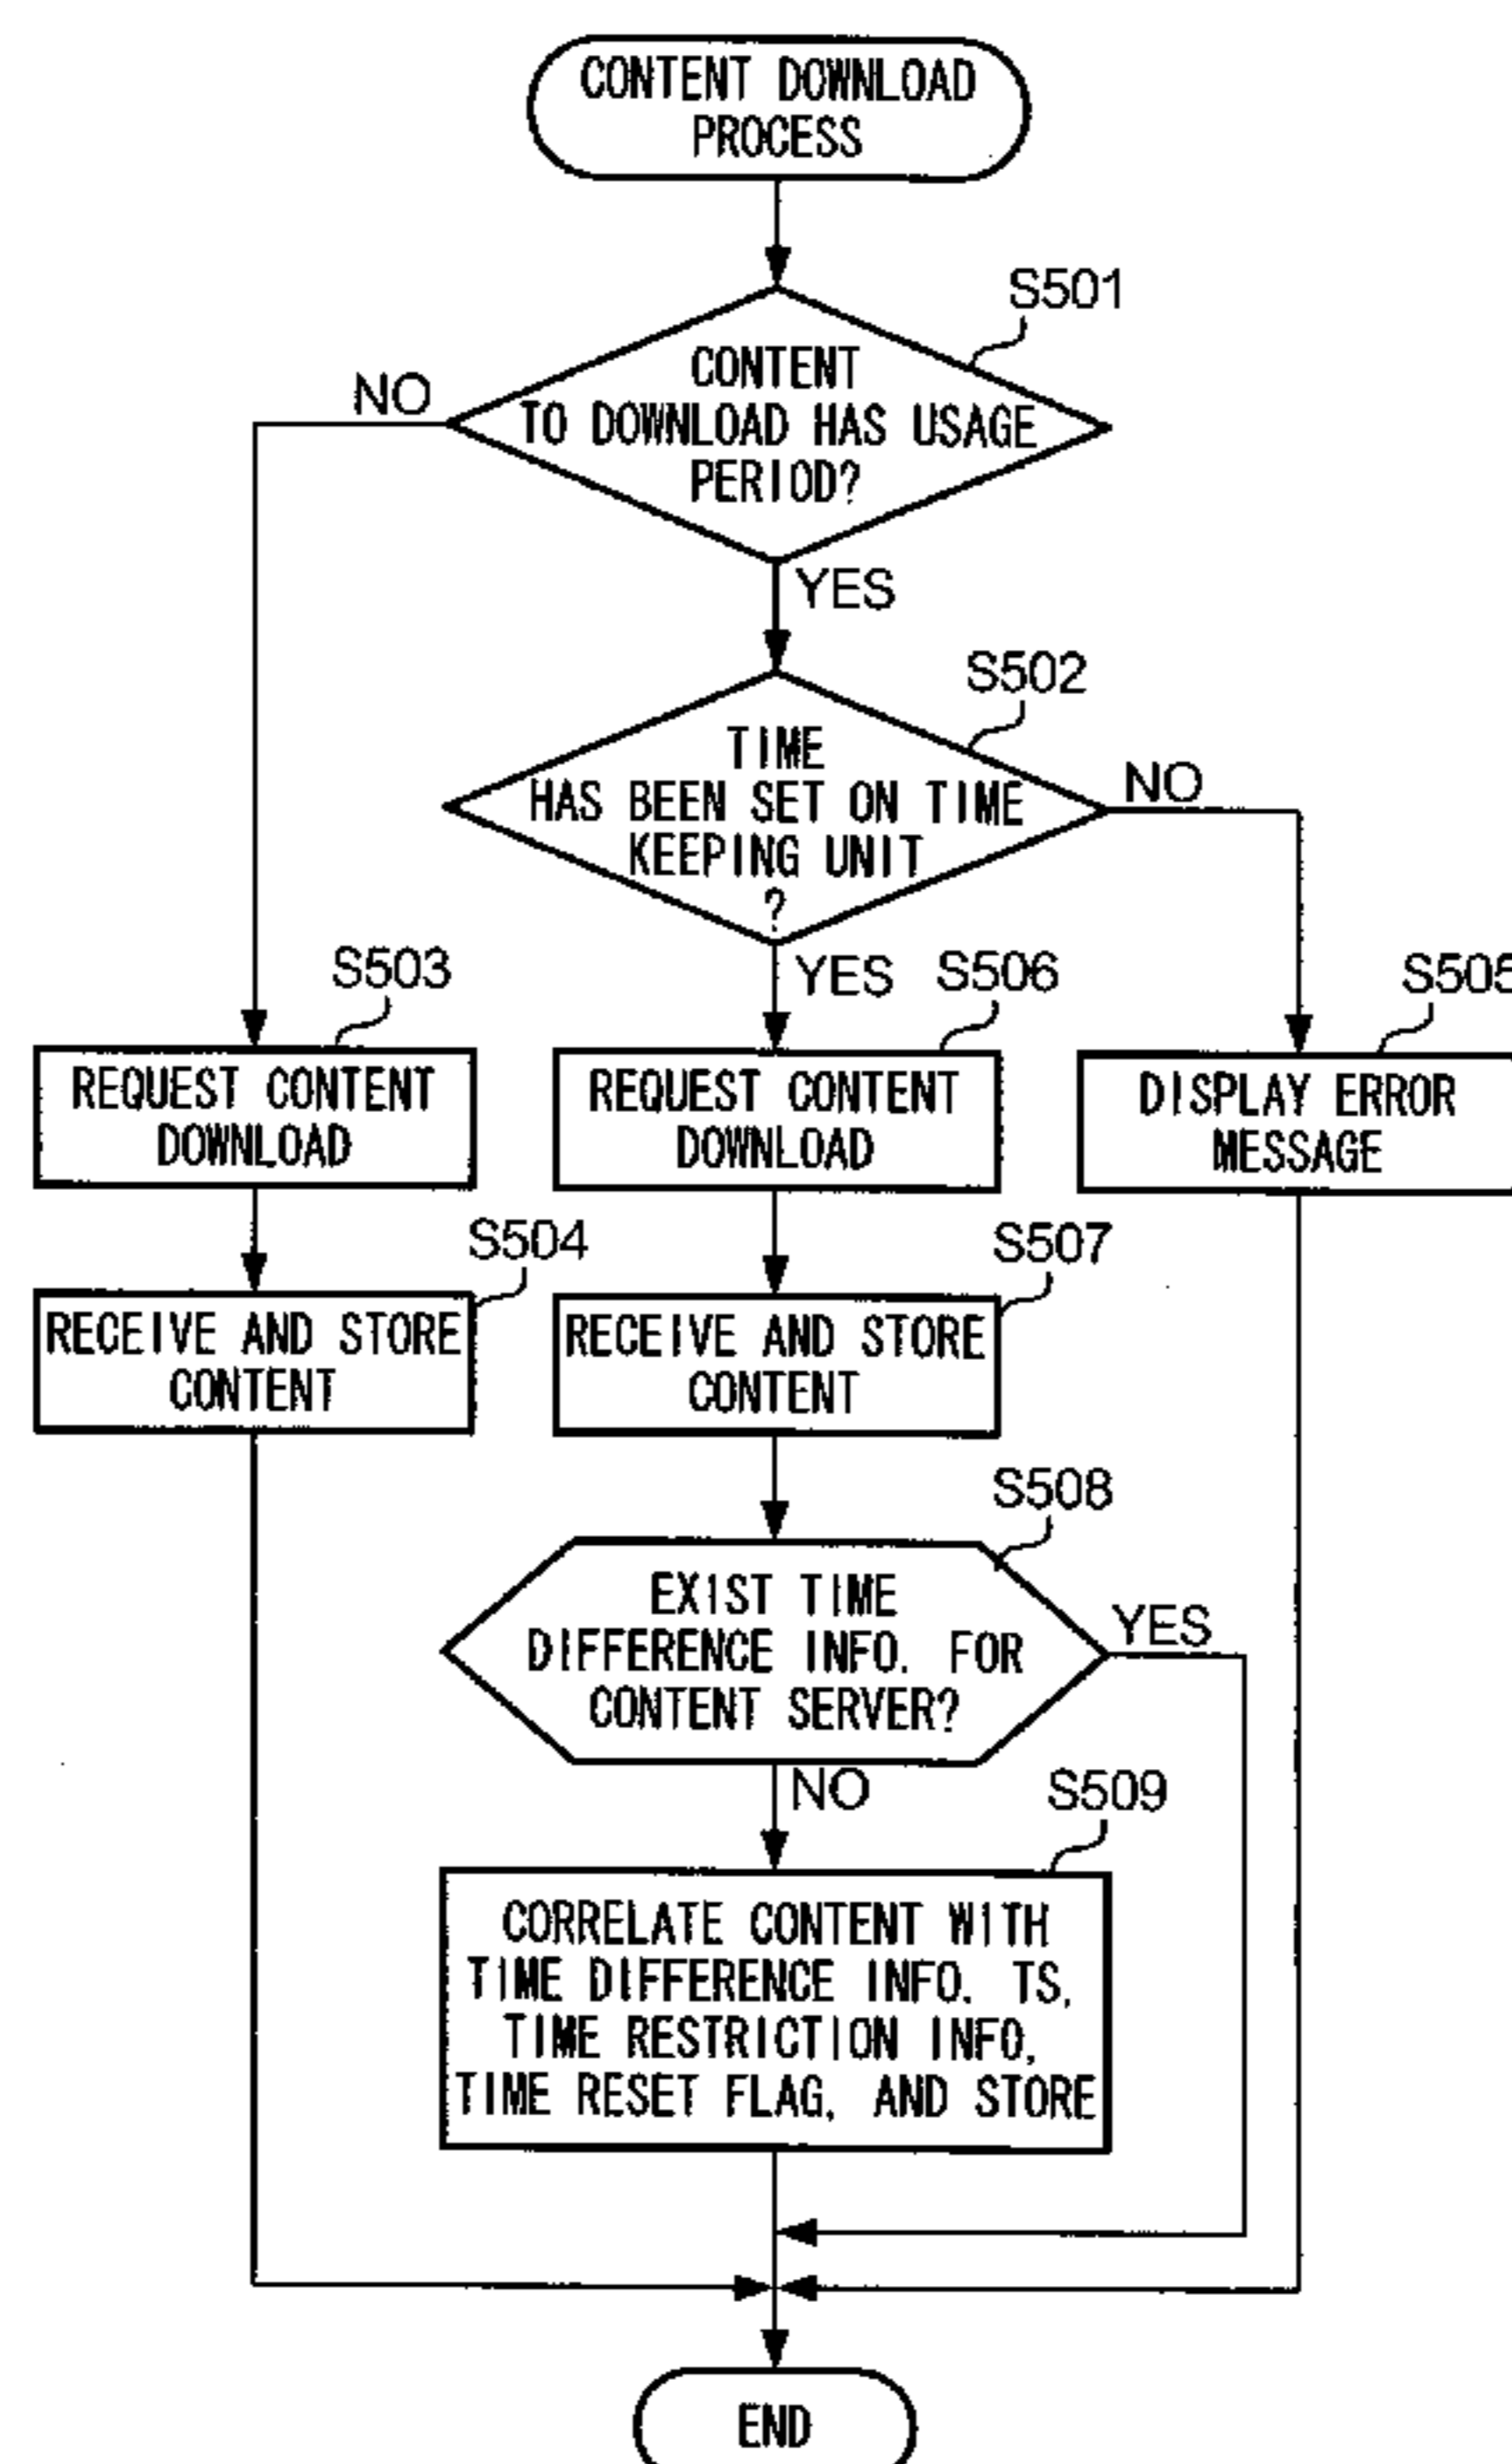 CONTENT DOWNLOAD
PROCESS
S501
CONTENT
TO DOWNLOAD HAS USAGE
PERIOD?
NO
YES
S502
TIME
HAS BEEN SET ON TIME
KEEPING UNIT
?
NO
YES
S503
REQUEST CONTENT
DOWNLOAD
S506
REQUEST CONTENT
DOWNLOAD
S505
DISPLAY ERROR
MESSAGE
S504
RECEIVE AND STORE
CONTENT
S507
RECEIVE AND STORE
CONTENT
S508
EXIST TIME
DIFFERENCE INFO. FOR
CONTENT SERVER?
YES
NO
S509
CORRELATE CONTENT WITH
TIME DIFFERENCE INFO. TS,
TIME RESTRICTION INFO,
TIME RESET FLAG, AND STORE
END